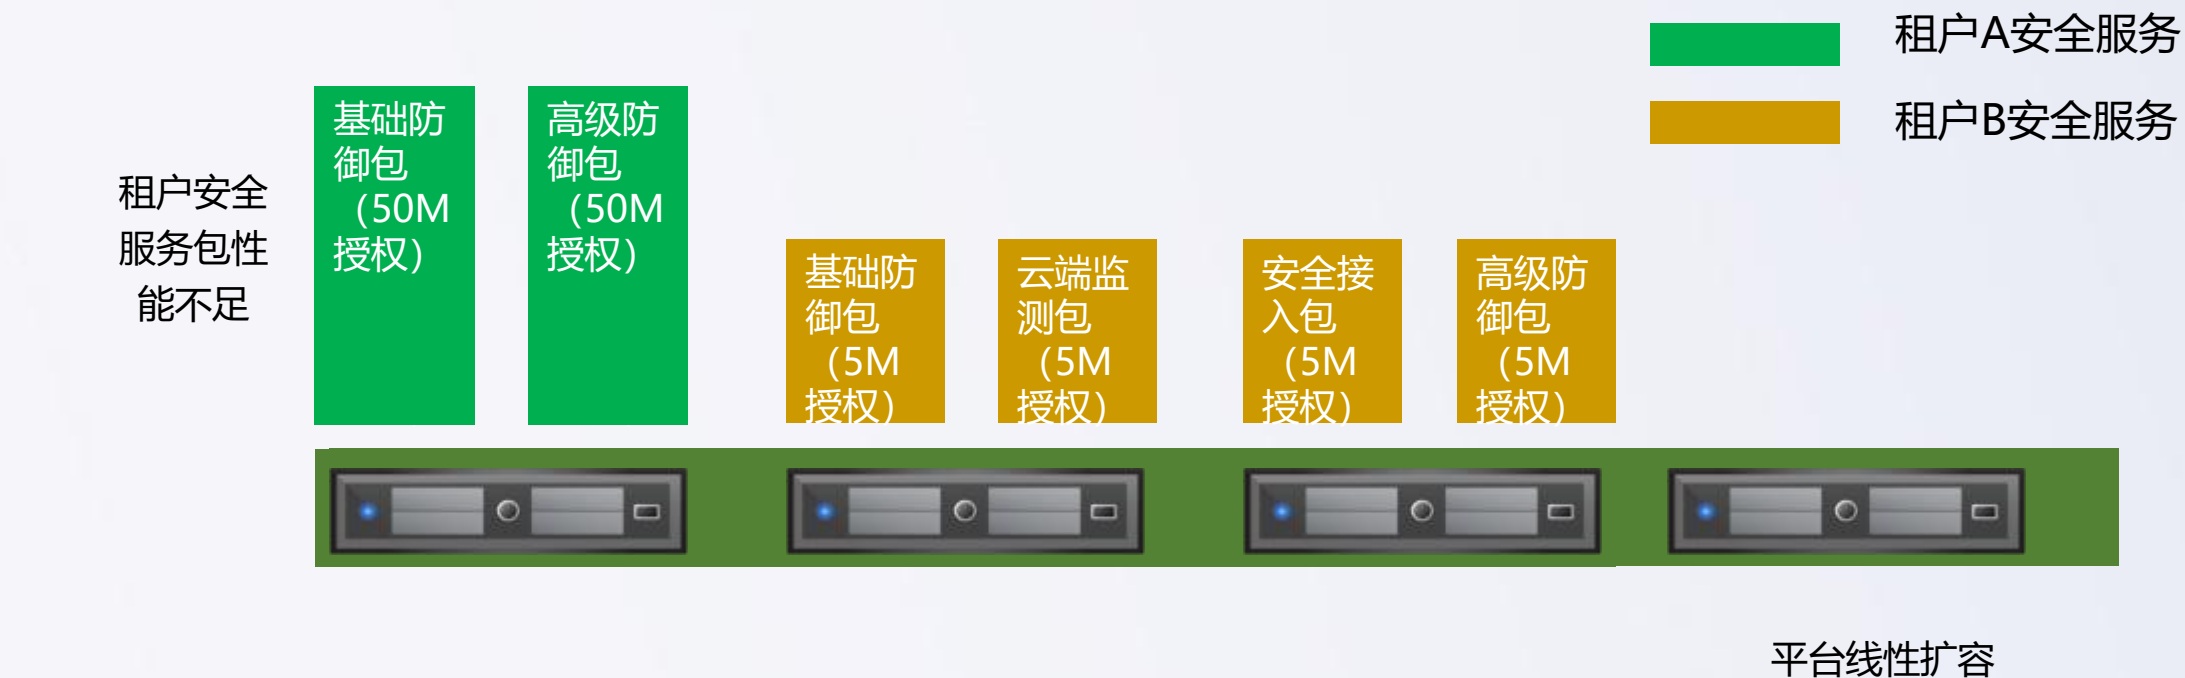 租户A安全服务
租户B安全服务
租户安全
服务包性
能不足
基础防
御包
（50M
授权）
高级防
御包
（50M
授权）
基础防
御包
（5M
授权）
云端监
测包
（5M
授权）
安全接
入包
（5M
授权）
高级防
御包
（5M
授权）
平台线性扩容